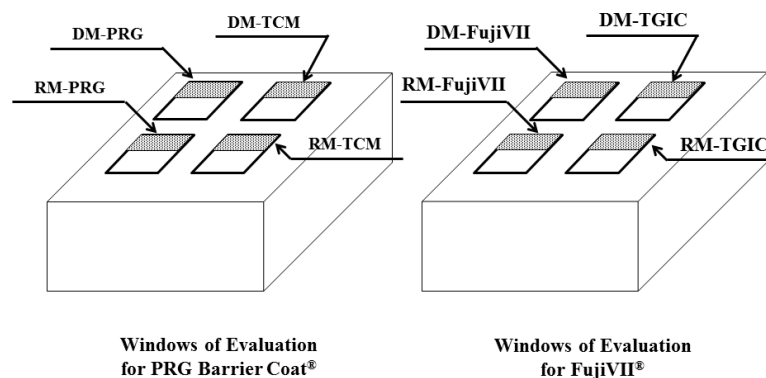 DM-PRG
DM-TCM
RM-PRG
RM-TCM
DM-FujiVII
DM-TGIC
RM-FujiVII
RM-TGIC
Windows of Evaluation
for PRG Barrier Coat®
Windows of Evaluation
for FujiVII®